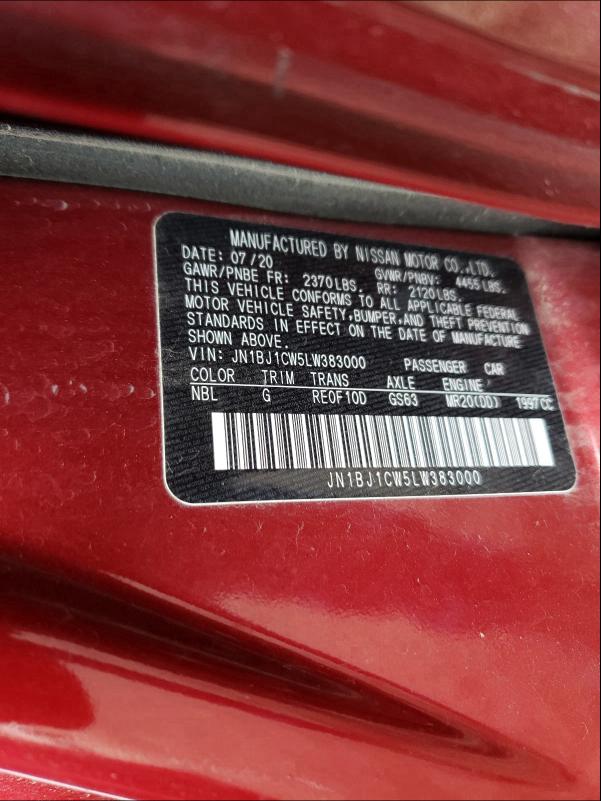 MANUFACTURED BY NISSAN MOTOR CO.,LTD.
DATE: 07/20 GVWR/PNBV: 4455 LBS.
GAWR/PNBE FR: 2370LBS. RR: 2120LBS.
THIS VEHICLE CONFORMS TO ALL APPLICABLE FEDERAL
MOTOR VEHICLE SAFETY,BUMPER,AND THEFT PREVENTION
STANDARDS IN EFFECT ON THE DATE OF MANUFACTURE
SHOWN ABOVE.
VIN: JN1BJ1CW5LW383000 PASSENGER CAR
COLOR TRIM TRANS AXLE ENGINE
NBL G RE0F10D GS63 MR20(DD) 1997CC
JN1BJ1CW5LW383000